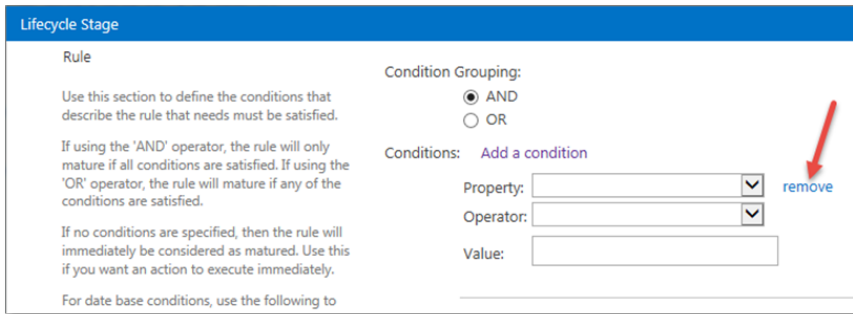 Lifecycle Stage
Rule
Use this section to define the conditions that
describe the rule that needs must be satisfied.
If using the 'AND' operator, the rule will only
mature if all conditions are satisfied. If using the
'OR' operator, the rule will mature if any of the
conditions are satisfied.
If no conditions are specified, then the rule will
immediately be considered as matured. Use this
if you want an action to execute immediately.
For date base conditions, use the following to
Condition Grouping:
AND
OR
Conditions: Add a condition
Property: remove
Operator:
Value: